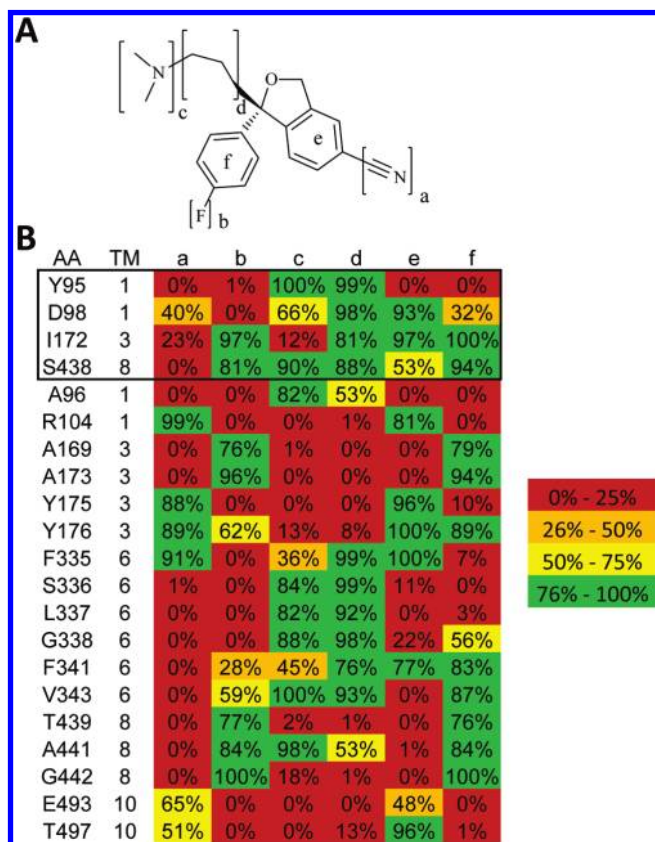 A
N
O
c
d
e
f
N
a
[F] b
B
AA TM a b c d e f
Y95 1 0% 1% 100% 99% 0% 0%
D98 1 40% 0% 66% 98% 93% 32%
I172 3 23% 97% 12% 81% 97% 100%
S438 8 0% 81% 90% 88% 53% 94%
A96 1 0% 0% 82% 53% 0% 0%
R104 1 99% 0% 0% 1% 81% 0%
A169 3 0% 76% 1% 0% 0% 79%
A173 3 0% 96% 0% 0% 0% 94%
Y175 3 88% 0% 0% 0% 96% 10%
Y176 3 89% 62% 13% 8% 100% 89%
F335 6 91% 0% 36% 99% 100% 7%
S336 6 1% 0% 84% 99% 11% 0%
L337 6 0% 0% 82% 92% 0% 3%
G338 6 0% 0% 88% 98% 22% 56%
F341 6 0% 28% 45% 76% 77% 83%
V343 6 0% 59% 100% 93% 0% 87%
T439 8 0% 77% 2% 1% 0% 76%
A441 8 0% 84% 98% 53% 1% 84%
G442 8 0% 100% 18% 1% 0% 100%
E493 10 65% 0% 0% 0% 48% 0%
T497 10 51% 0% 0% 13% 96% 1%
0% - 25%
26% - 50%
50% - 75%
76% - 100%